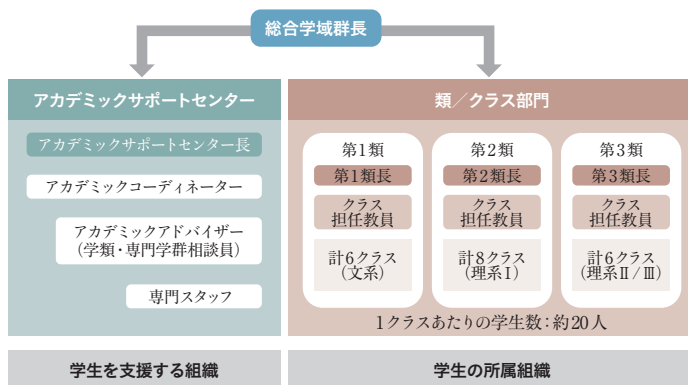 総合学域群長
アカデミックサポートセンター
アカデミックサポートセンター長
アカデミックコーディネーター
アカデミックアドバイザー
(学類・専門学群相談員)
専門スタッフ
学生を支援する組織
類／クラス部門
第1類
第1類長
クラス
担任教員
計6クラス
(文系)
第2類
第2類長
クラス
担任教員
計8クラス
(理系Ⅰ)
第3類
第3類長
クラス
担任教員
計6クラス
(理系Ⅱ/Ⅲ)
1クラスあたりの学生数：約20人
学生の所属組織